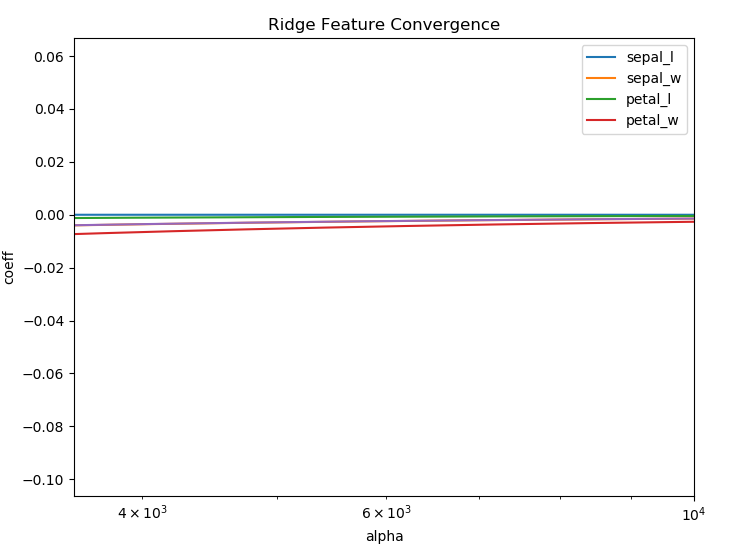 Ridge Feature Convergence
0.06
0.04
0.02
0.00
−0.02
−0.04
−0.06
−0.08
−0.10
coeff
sepal_l
sepal_w
petal_l
petal_w
4 × 10³
6 × 10³
10⁴
alpha